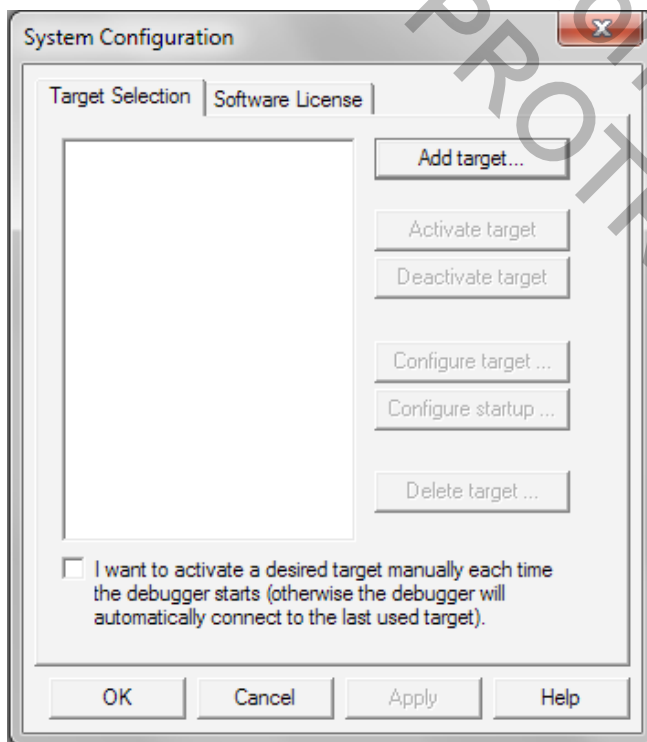 System Configuration
Target Selection
Software License
Add target...
Activate target
Deactivate target
Configure target ...
Configure startup ...
Delete target ...
I want to activate a desired target manually each time
the debugger starts (otherwise the debugger will
automatically connect to the last used target).
OK
Cancel
Apply
Help